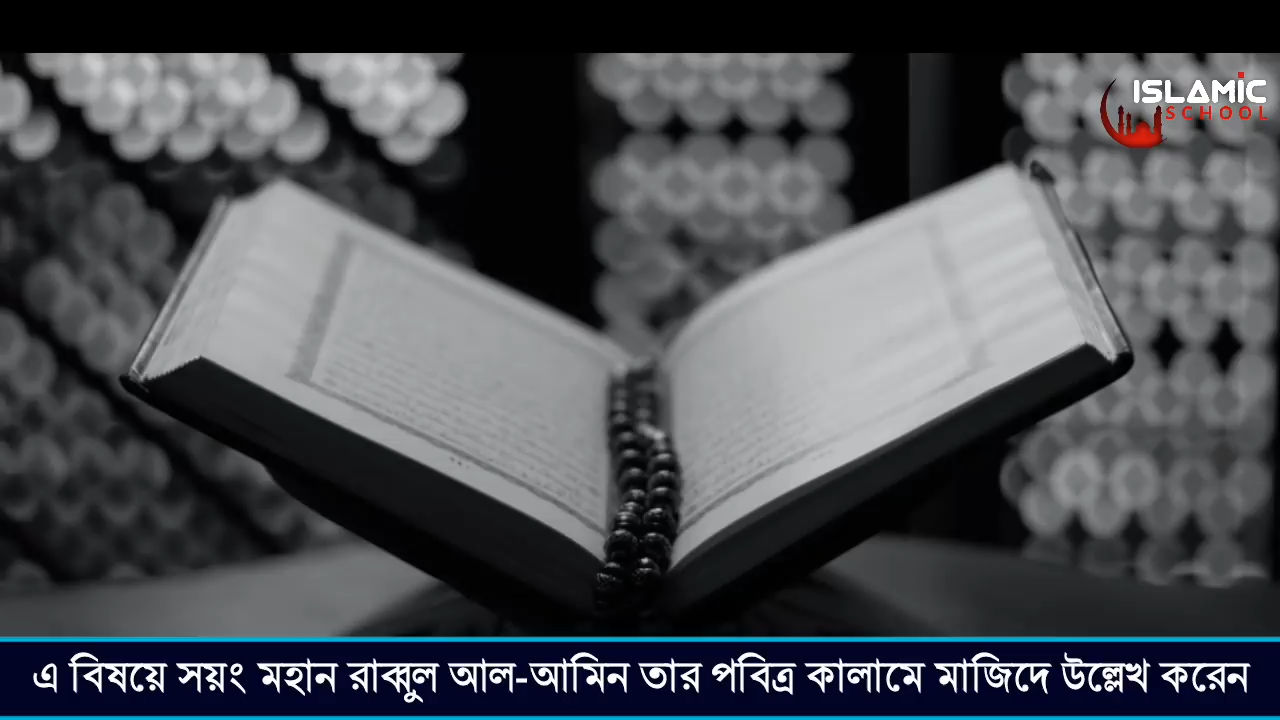 ISLAMIC
SCHOOL
এ বিষয়ে সয়ং মহান রাব্বুল আল-আমিন তার পবিত্র কালামে মাজিদে উল্লেখ করেন